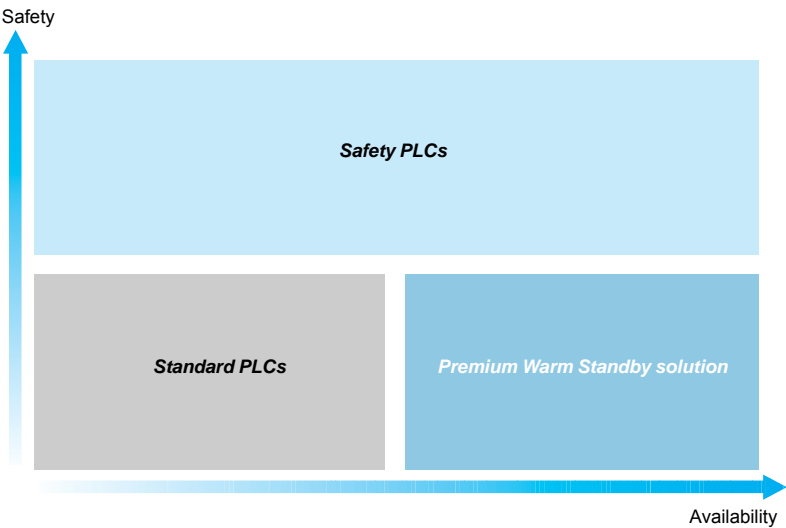 Safety
Safety PLCs
Standard PLCs
Premium Warm Standby solution
Availability